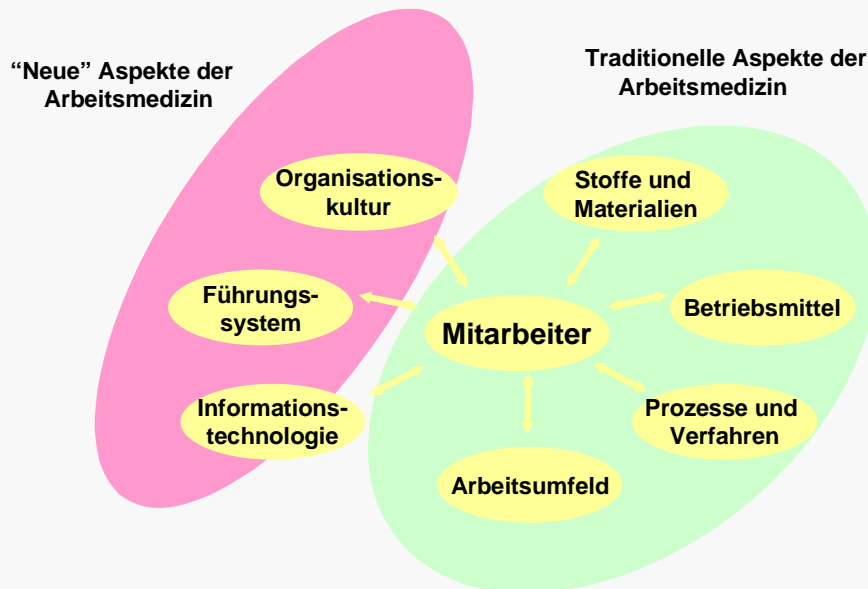 “Neue” Aspekte der
Arbeitsmedizin
Traditionelle Aspekte der
Arbeitsmedizin
Organisations-
kultur
Stoffe und
Materialien
Führungs-
system
Mitarbeiter
Betriebsmittel
Informations-
technologie
Prozesse und
Verfahren
Arbeitsumfeld